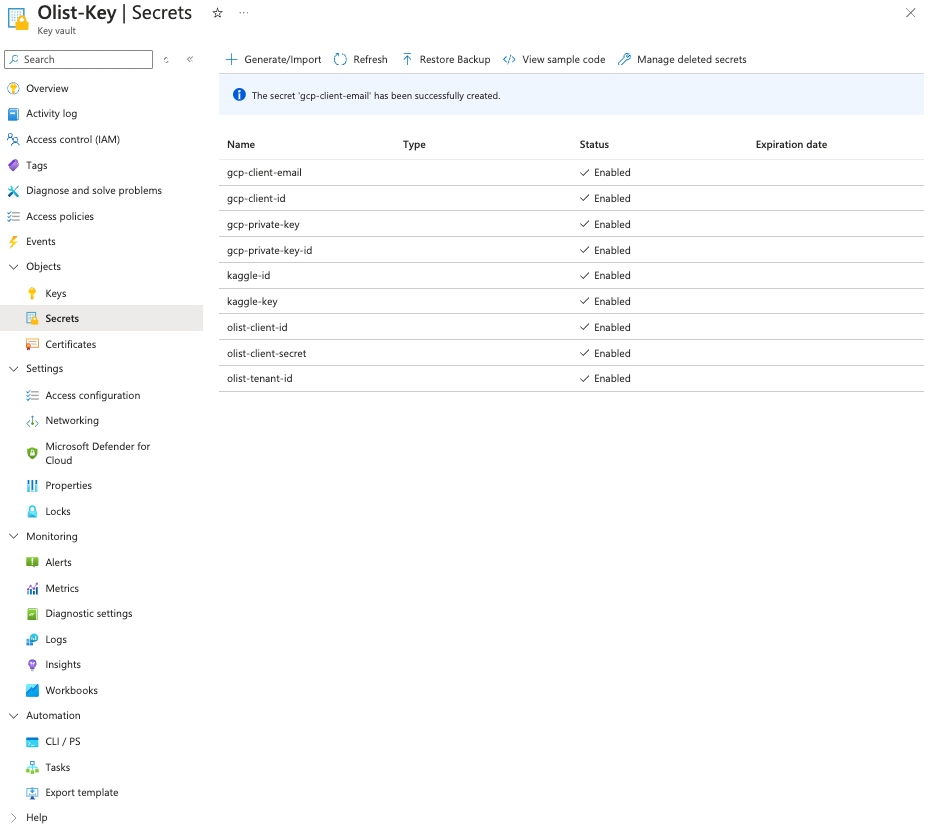 Olist-Key | Secrets
Key vault
Search
Overview
Activity log
Access control (IAM)
Tags
Diagnose and solve problems
Access policies
Events
Objects
Keys
Secrets
Certificates
Settings
Access configuration
Networking
Microsoft Defender for
Cloud
Properties
Locks
Monitoring
Alerts
Metrics
Diagnostic settings
Logs
Insights
Workbooks
Automation
CLI / PS
Tasks
Export template
Help
Generate/Import Refresh Restore Backup View sample code Manage deleted secrets
The secret 'gcp-client-email' has been successfully created.
Name Type Status Expiration date
gcp-client-email Enabled
gcp-client-id Enabled
gcp-private-key Enabled
gcp-private-key-id Enabled
kaggle-id Enabled
kaggle-key Enabled
olist-client-id Enabled
olist-client-secret Enabled
olist-tenant-id Enabled